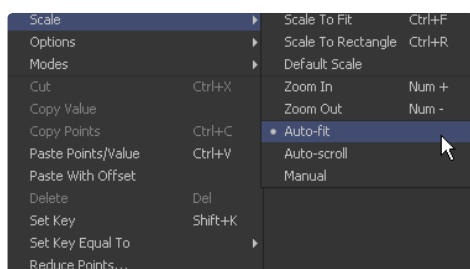 Scale
Options
Modes
Cut Ctrl+X
Copy Value
Copy Points Ctrl+C
Paste Points/Value Ctrl+V
Paste With Offset
Delete Del
Set Key Shift+K
Set Key Equal To
Reduce Points...
Scale To Fit Ctrl+F
Scale To Rectangle Ctrl+R
Default Scale
Zoom In Num +
Zoom Out Num -
Auto-fit
Auto-scroll
Manual